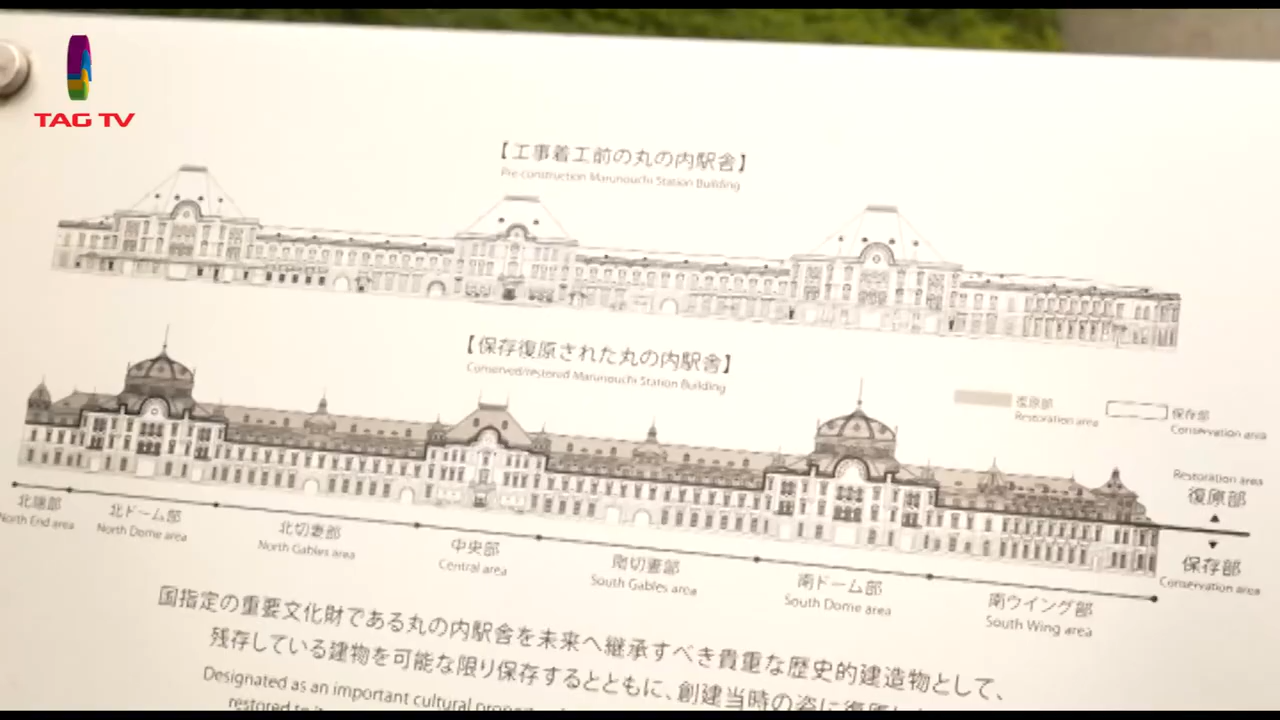 TAG TV
【工事着工前の丸の内駅舎】
Pre-construction Marunouchi Station Building
【保存復原された丸の内駅舎】
Conserved/restored Marunouchi Station Building
復原部
Restoration area
保存部
Conservation area
Restoration area
復原部
保存部
Conservation area
北端部
North End area
北ドーム部
North Dome area
北切妻部
North Gables area
中央部
Central area
南切妻部
South Gables area
南ドーム部
South Dome area
南ウイング部
South Wing area
国指定の重要文化財である丸の内駅舎を未来へ継承すべき貴重な歴史的建造物として、
残存している建物を可能な限り保存するとともに、創建当時の姿に復原し
Designated as an important cultural
restored to